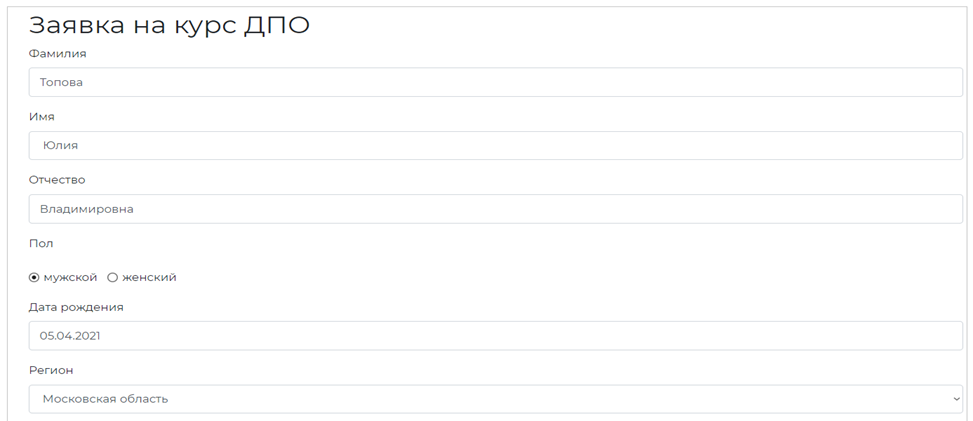 Заявка на курс ДПО
Фамилия
Топова
Имя
Юлия
Отчество
Владимировна
Пол
мужской женский
Дата рождения
05.04.2021
Регион
Московская область